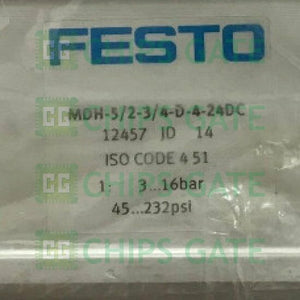 FESTO
MDH-5/2-3/4-D-4-24DC
12457 ID 14
ISO CODE 4 51
1: 3...16bar
45...232psi
CHIPS GATE